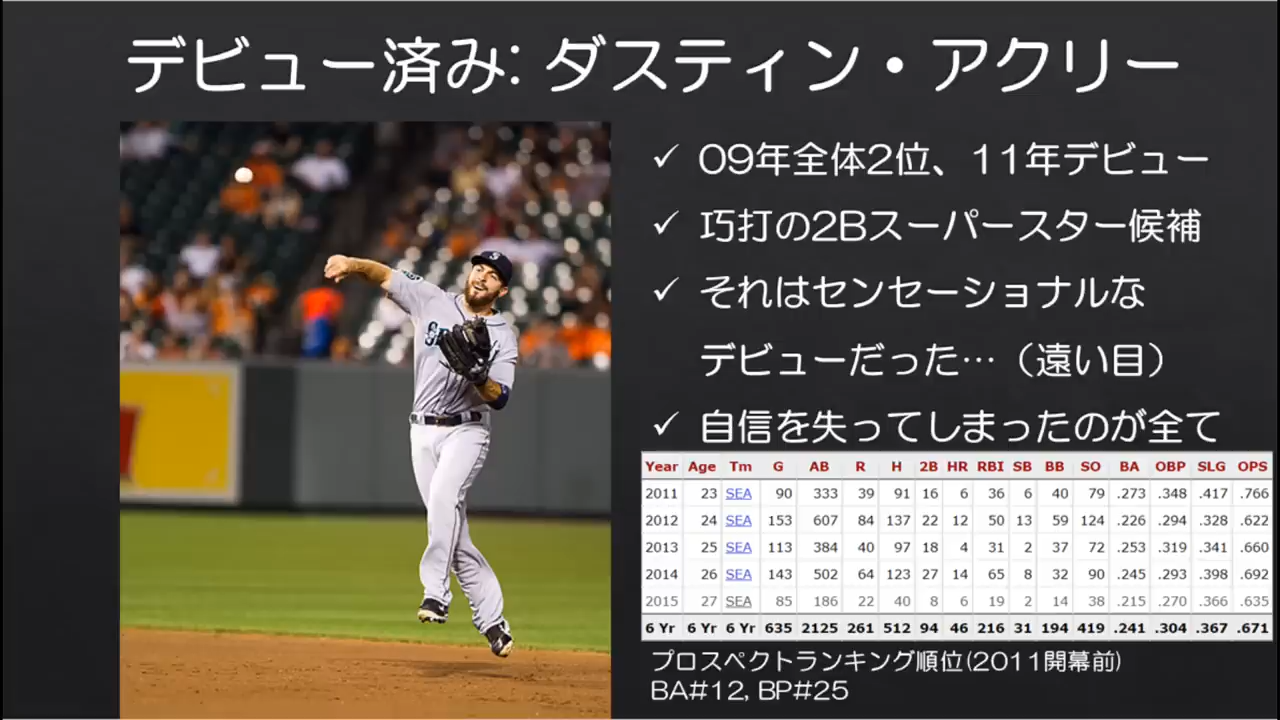 デビュー済み: ダスティン・アクリー
✓ 09年全体2位、11年デビュー
✓ 巧打の2Bスーパースター候補
✓ それはセンセーショナルな
デビューだった…（遠い目）
✓ 自信を失ってしまったのが全て
Year Age Tm G AB R H 2B HR RBI SB BB SO BA OBP SLG OPS
2011 23 SEA 90 333 39 91 16 6 36 6 40 79 .273 .348 .417 .766
2012 24 SEA 153 607 84 137 22 12 50 13 59 124 .226 .294 .328 .622
2013 25 SEA 113 384 40 97 18 4 31 2 37 72 .253 .319 .341 .660
2014 26 SEA 143 502 64 123 27 14 65 8 32 90 .245 .293 .398 .692
2015 27 SEA 85 186 22 40 8 6 19 2 14 38 .215 .270 .366 .635
6 Yr 6 Yr 6 Yr 635 2125 261 512 94 46 216 31 194 419 .241 .304 .367 .671
プロスペクトランキング順位(2011開幕前)
BA#12, BP#25